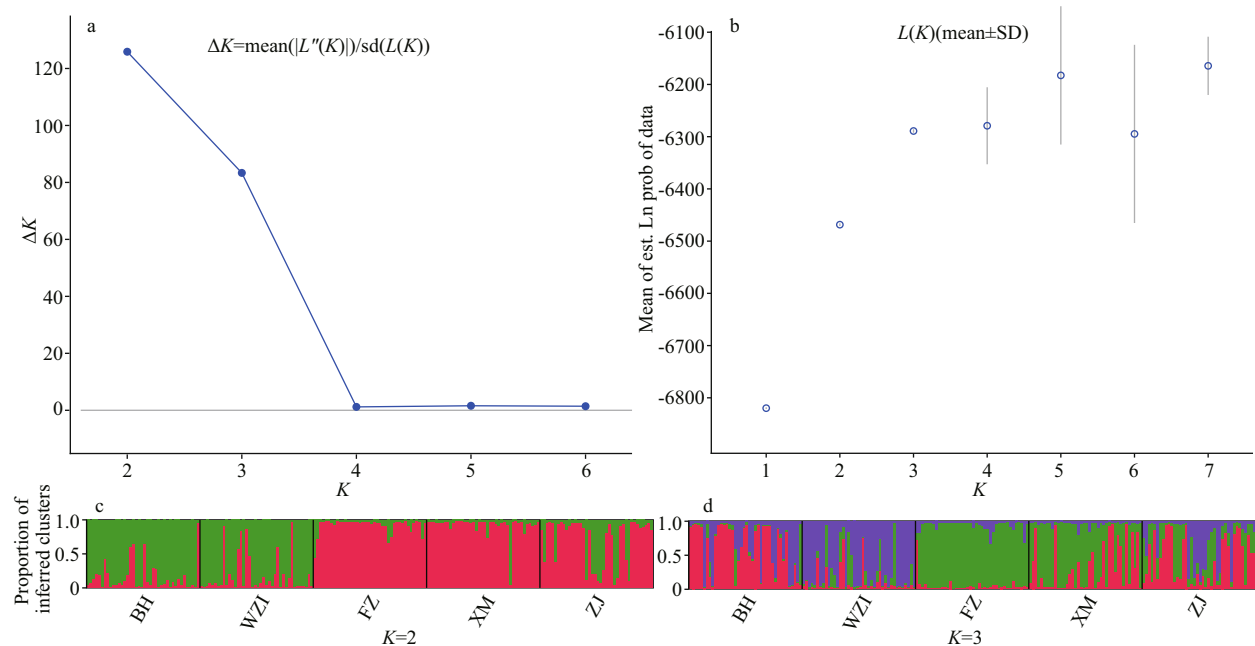 a
ΔK=mean(|L″(K)|)/sd(L(K))
120
100
80
60
40
20
0
ΔK
2 3 4 5 6
K
b
L(K)(mean±SD)
-6100
-6200
-6300
-6400
-6500
-6600
-6700
-6800
Mean of est. Ln prob of data
1 2 3 4 5 6 7
K
c
Proportion of
inferred clusters
1.0
0.5
0
BH WZI FZ XM ZJ
K=2
d
1.0
0.5
0
BH WZI FZ XM ZJ
K=3